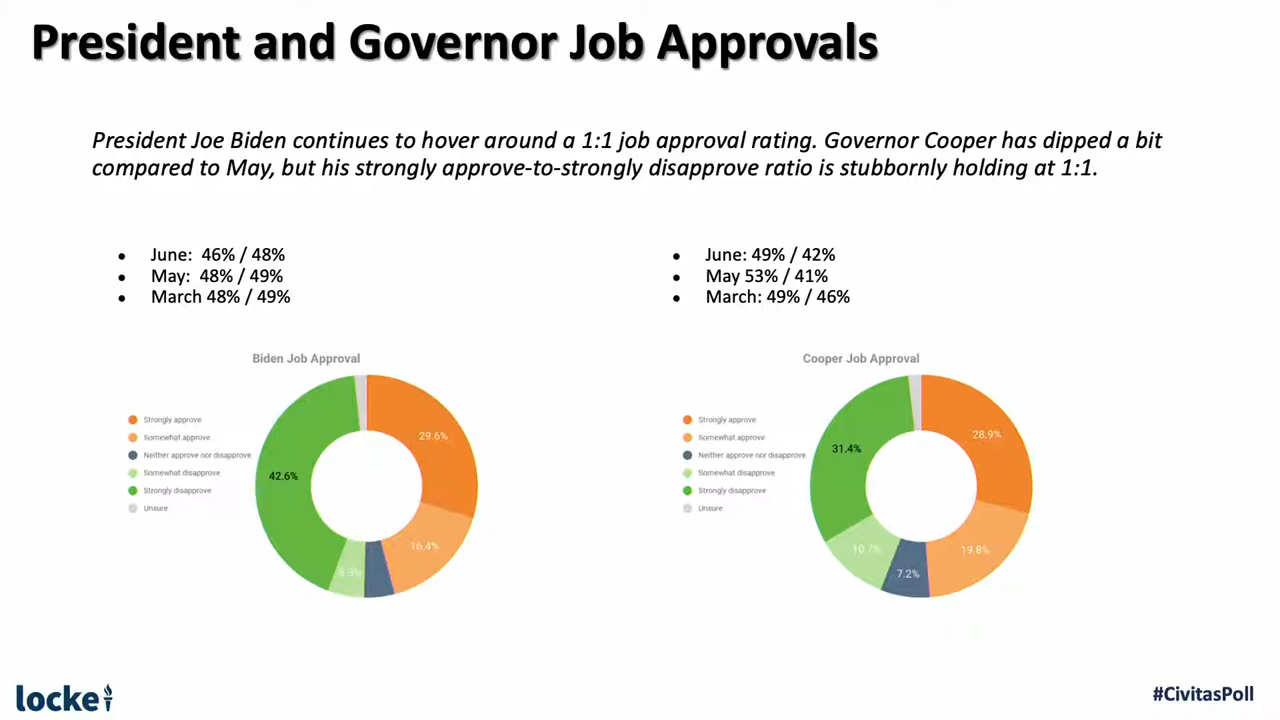 President and Governor Job Approvals
President Joe Biden continues to hover around a 1:1 job approval rating. Governor Cooper has dipped a bit
compared to May, but his strongly approve-to-strongly disapprove ratio is stubbornly holding at 1:1.
• June: 46% / 48%
• May: 48% / 49%
• March 48% / 49%
• June: 49% / 42%
• May 53% / 41%
• March: 49% / 46%
Biden Job Approval
Strongly approve
Somewhat approve
Neither approve nor disapprove
Somewhat disapprove
Strongly disapprove
Unsure
29.6%
16.4%
42.6%
Cooper Job Approval
Strongly approve
Somewhat approve
Neither approve nor disapprove
Somewhat disapprove
Strongly disapprove
Unsure
28.9%
19.8%
7.2%
10.7%
31.4%
locke
#CivitasPoll